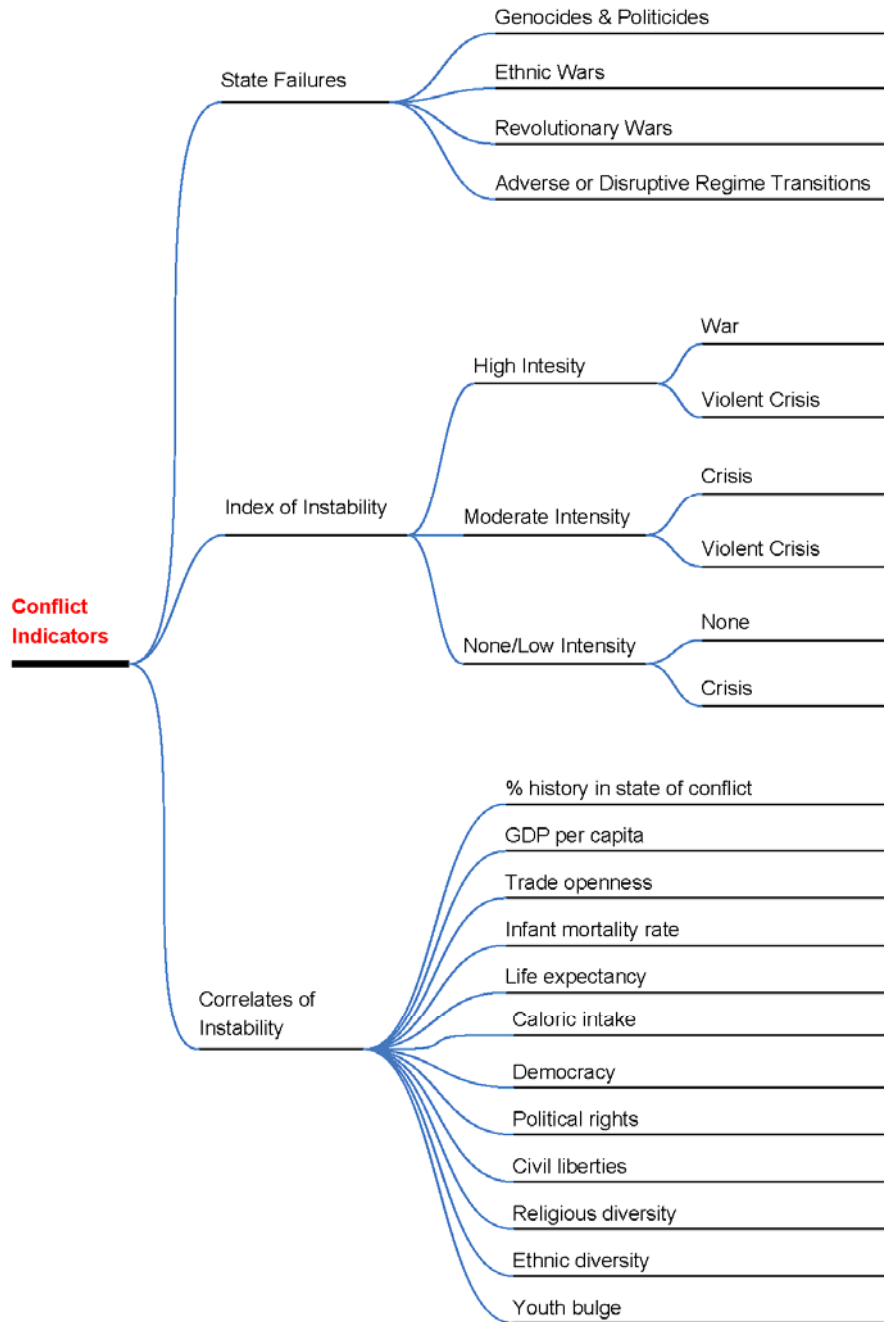 Genocides & Politicides
State Failures
Ethnic Wars
Revolutionary Wars
Adverse or Disruptive Regime Transitions
War
High Intesity
Violent Crisis
Crisis
Index of Instability
Moderate Intensity
Violent Crisis
Conflict
Indicators
None
None/Low Intensity
Crisis
% history in state of conflict
GDP per capita
Trade openness
Infant mortality rate
Life expectancy
Correlates of
Instability
Caloric intake
Democracy
Political rights
Civil liberties
Religious diversity
Ethnic diversity
Youth bulge